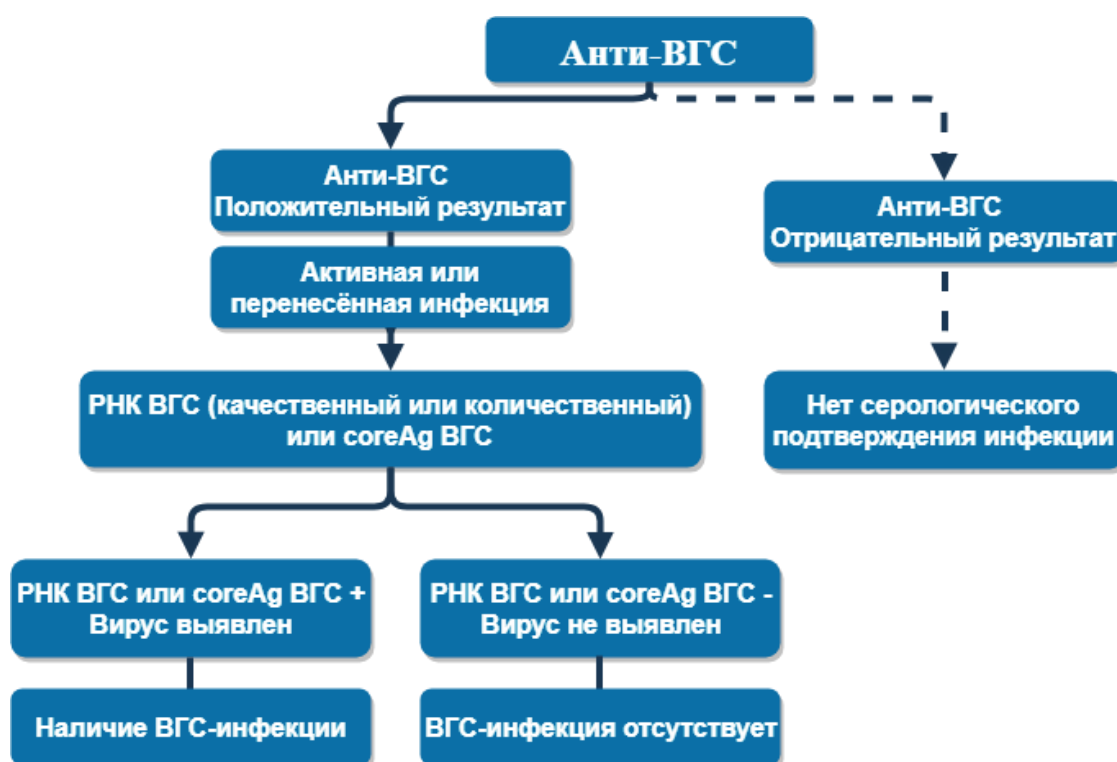 Анти-ВГС
Анти-ВГС
Положительный результат
Анти-ВГС
Отрицательный результат
Активная или
перенесённая инфекция
РНК ВГС (качественный или количественный)
или coreAg ВГС
Нет серологического
подтверждения инфекции
РНК ВГС или coreAg ВГС +
Вирус выявлен
РНК ВГС или coreAg ВГС -
Вирус не выявлен
Наличие ВГС-инфекции
ВГС-инфекция отсутствует